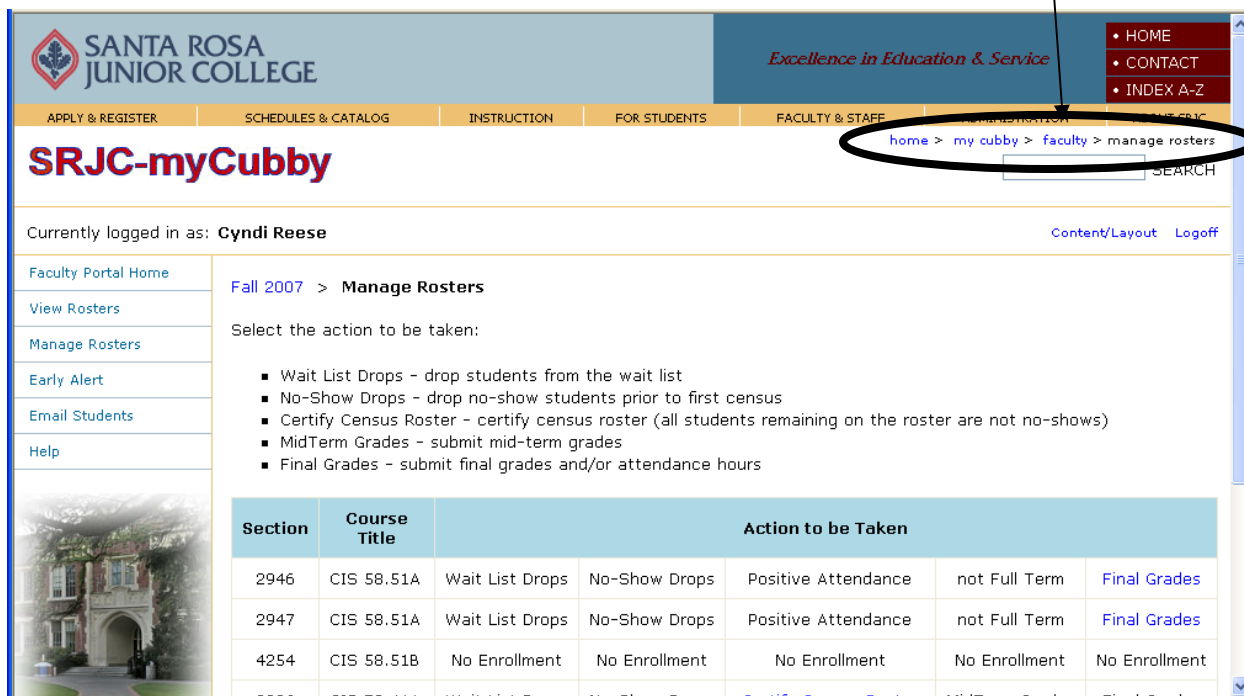 SANTA ROSA
JUNIOR COLLEGE
Excellence in Education & Service
• HOME
• CONTACT
• INDEX A-Z
APPLY & REGISTER SCHEDULES & CATALOG INSTRUCTION FOR STUDENTS FACULTY & STAFF ADMINISTRATION ABOUT SRJC
SRJC-myCubby
home > my cubby > faculty > manage rosters
SEARCH
Currently logged in as: Cyndi Reese
Content/Layout Logoff
Faculty Portal Home
View Rosters
Manage Rosters
Early Alert
Email Students
Help
Fall 2007 > Manage Rosters
Select the action to be taken:
▪ Wait List Drops - drop students from the wait list
▪ No-Show Drops - drop no-show students prior to first census
▪ Certify Census Roster - certify census roster (all students remaining on the roster are not no-shows)
▪ MidTerm Grades - submit mid-term grades
▪ Final Grades - submit final grades and/or attendance hours
Section Course Title Action to be Taken
2946 CIS 58.51A Wait List Drops No-Show Drops Positive Attendance not Full Term Final Grades
2947 CIS 58.51A Wait List Drops No-Show Drops Positive Attendance not Full Term Final Grades
4254 CIS 58.51B No Enrollment No Enrollment No Enrollment No Enrollment No Enrollment